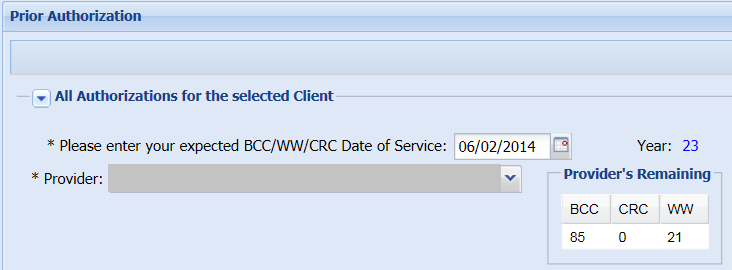 Prior Authorization
All Authorizations for the selected Client
* Please enter your expected BCC/WW/CRC Date of Service: 06/02/2014 Year: 23
* Provider:
Provider's Remaining
BCC CRC WW
85 0 21